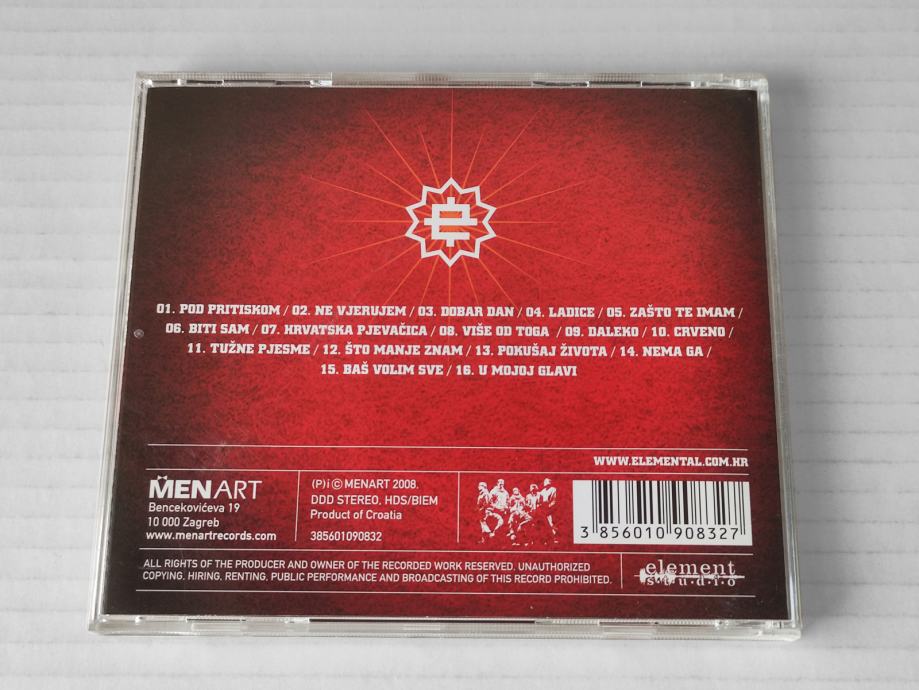 e
01. POD PRITISKOM / 02. NE VJERUJEM / 03. DOBAR DAN / 04. LADICE / 05. ZAŠTO TE IMAM /
06. BITI SAM / 07. HRVATSKA PJEVAČICA / 08. VIŠE OD TOGA / 09. DALEKO / 10. CRVENO /
11. TUŽNE PJESME / 12. ŠTO MANJE ZNAM / 13. POKUŠAJ ŽIVOTA / 14. NEMA GA /
15. BAŠ VOLIM SVE / 16. U MOJOJ GLAVI
WWW.ELEMENTAL.COM.HR
MENART
Bencekovićeva 19
10 000 Zagreb
www.menartrecords.com
(P)i©MENART 2008.
DDD STEREO. HDS/BIEM
Product of Croatia
385601090832
3 856010 908327
ALL RIGHTS OF THE PRODUCER AND OWNER OF THE RECORDED WORK RESERVED. UNAUTHORIZED
COPYING, HIRING, RENTING, PUBLIC PERFORMANCE AND BROADCASTING OF THIS RECORD PROHIBITED.
element
s·t·u·d·i·o